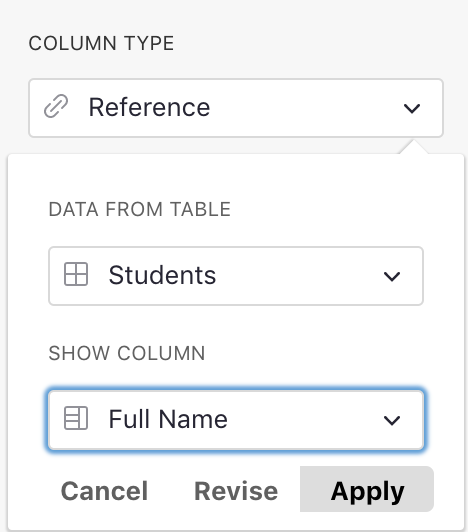 COLUMN TYPE
Reference
DATA FROM TABLE
Students
SHOW COLUMN
Full Name
Cancel Revise Apply